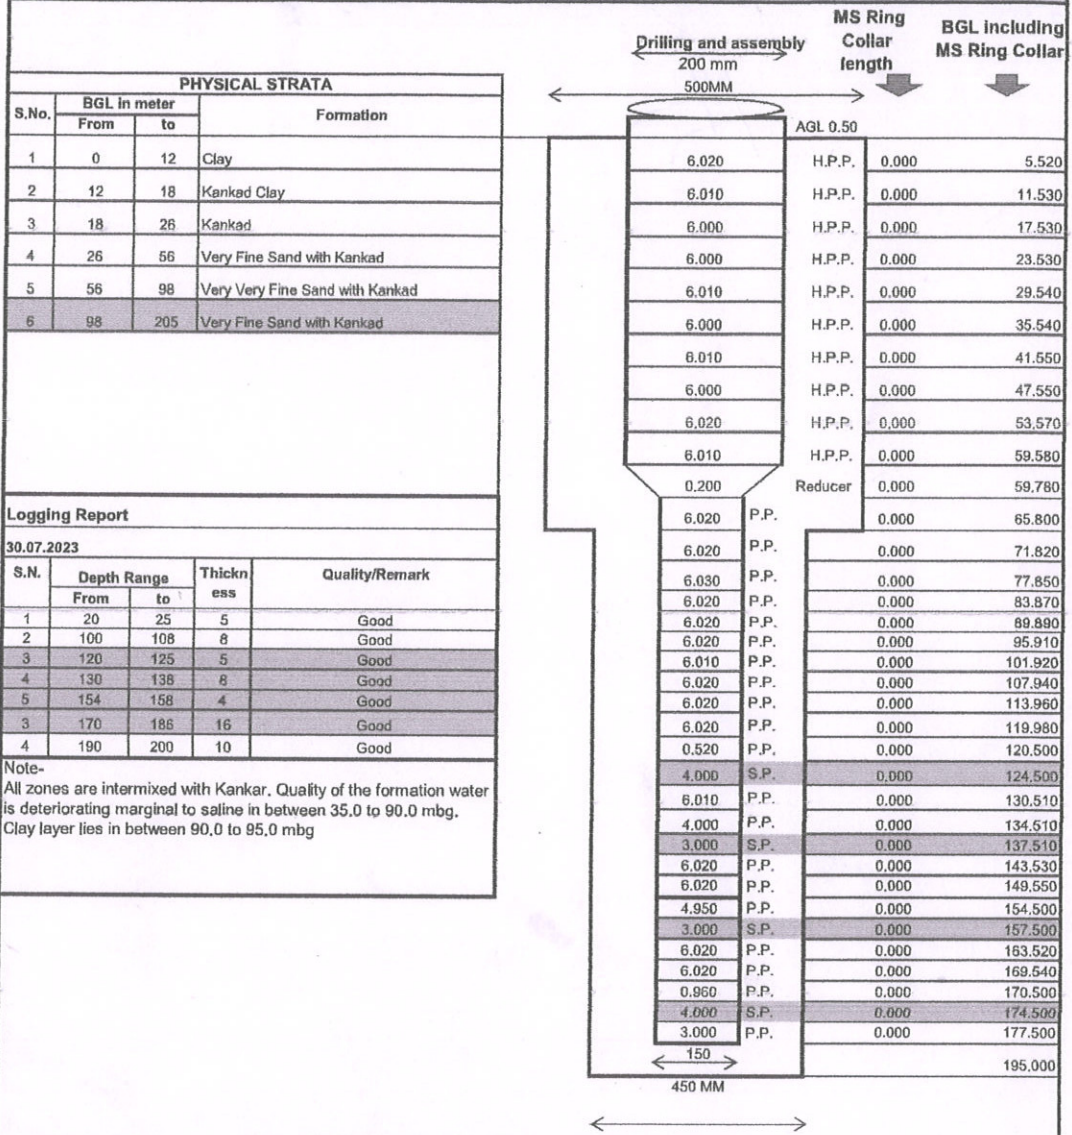 PHYSICAL STRATA
S.No. BGL in meter Formation
From to
1 0 12 Clay
2 12 18 Kankad Clay
3 18 26 Kankad
4 26 56 Very Fine Sand with Kankad
5 56 98 Very Very Fine Sand with Kankad
6 98 205 Very Fine Sand with Kankad
Logging Report
30.07.2023
S.N. Depth Range Thickn Quality/Remark
From to ess
1 20 25 5 Good
2 100 108 8 Good
3 120 125 5 Good
4 130 138 8 Good
5 154 158 4 Good
3 170 186 16 Good
4 190 200 10 Good
Note-
All zones are intermixed with Kankar. Quality of the formation water
is deteriorating marginal to saline in between 35.0 to 90.0 mbg.
Clay layer lies in between 90.0 to 95.0 mbg
Drilling and assembly
200 mm
500MM
MS Ring
Collar
length
BGL including
MS Ring Collar
AGL 0.50
6.020 H.P.P. 0.000 5.520
6.010 H.P.P. 0.000 11.530
6.000 H.P.P. 0.000 17.530
6.000 H.P.P. 0.000 23.530
6.010 H.P.P. 0.000 29.540
6.000 H.P.P. 0.000 35.540
6.010 H.P.P. 0.000 41.550
6.000 H.P.P. 0.000 47.550
6.020 H.P.P. 0.000 53.570
6.010 H.P.P. 0.000 59.580
0.200 Reducer 0.000 59.780
6.020 P.P. 0.000 65.800
6.020 P.P. 0.000 71.820
6.030 P.P. 0.000 77.850
6.020 P.P. 0.000 83.870
6.020 P.P. 0.000 89.890
6.020 P.P. 0.000 95.910
6.010 P.P. 0.000 101.920
6.020 P.P. 0.000 107.940
6.020 P.P. 0.000 113.960
6.020 P.P. 0.000 119.980
0.520 P.P. 0.000 120.500
4.000 S.P. 0.000 124.500
6.010 P.P. 0.000 130.510
4.000 P.P. 0.000 134.510
3.000 S.P. 0.000 137.510
6.020 P.P. 0.000 143.530
6.020 P.P. 0.000 149.550
4.950 P.P. 0.000 154.500
3.000 S.P. 0.000 157.500
6.020 P.P. 0.000 163.520
6.020 P.P. 0.000 169.540
0.960 P.P. 0.000 170.500
4.000 S.P. 0.000 174.500
3.000 P.P. 0.000 177.500
150
195.000
450 MM